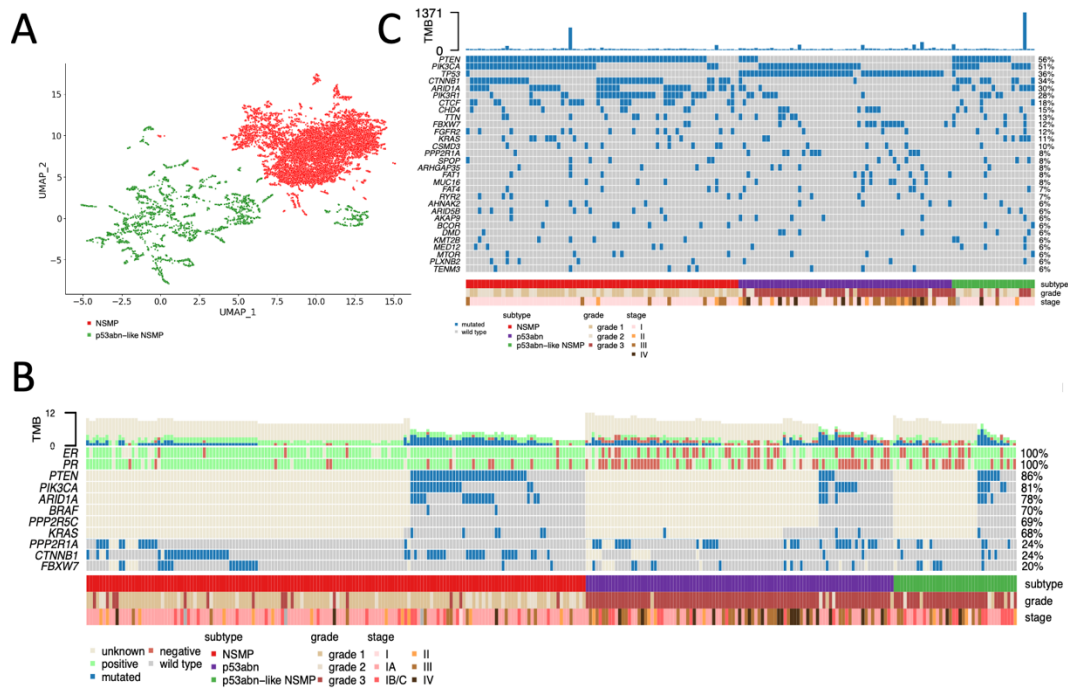 A
15
10
5
0
−5
UMAP_2
−5.0
−2.5
0.0
2.5
5.0
7.5
10.0
12.5
15.0
UMAP_1
NSMP
p53abn−like NSMP
C
1371
0
TMB
PTEN 56%
PIK3CA 51%
TP53 36%
CTNNB1 34%
ARID1A 30%
PIK3R1 28%
CTCF 18%
CHD4 15%
TTN 13%
FBXW7 12%
FGFR2 12%
KRAS 11%
CSMD3 10%
PPP2R1A 8%
SPOP 8%
ARHGAP35 8%
FAT1 8%
MUC16 8%
FAT4 7%
RYR2 7%
AHNAK2 6%
ARID5B 6%
AKAP9 6%
BCOR 6%
DMD 6%
KMT2B 6%
MED12 6%
MTOR 6%
PLXNB2 6%
TENM3 6%
subtype
grade
stage
mutated
wild type
subtype
NSMP
p53abn
p53abn−like NSMP
grade
grade 1
grade 2
grade 3
stage
I
II
III
IV
B
12
0
TMB
ER 100%
PR 100%
PTEN 86%
PIK3CA 81%
ARID1A 78%
BRAF 70%
PPP2R5C 69%
KRAS 68%
PPP2R1A 24%
CTNNB1 24%
FBXW7 20%
subtype
grade
stage
unknown
positive
mutated
negative
wild type
subtype
NSMP
p53abn
p53abn−like NSMP
grade
grade 1
grade 2
grade 3
stage
I
IA
IB/C
II
III
IV